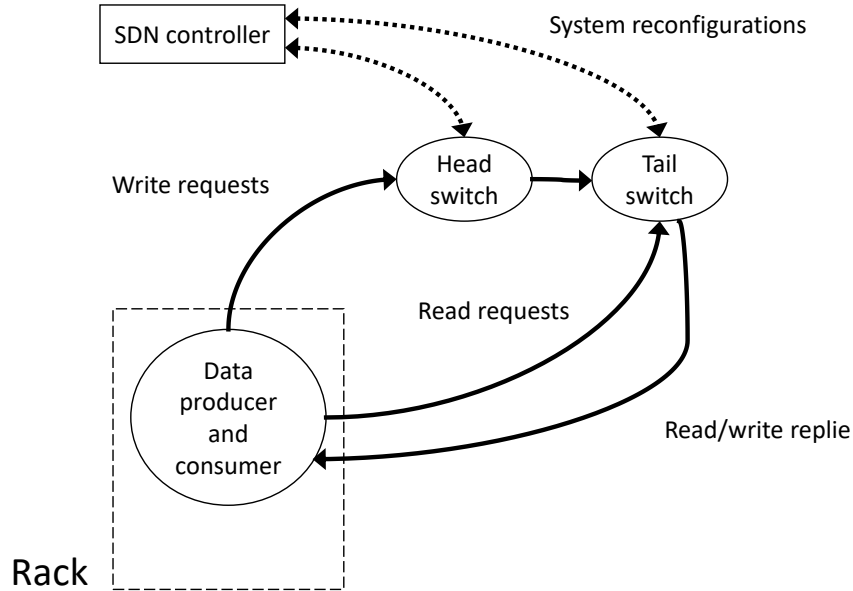 SDN controller
System reconfigurations
Head
switch
Tail
switch
Write requests
Read requests
Data
producer
and
consumer
Read/write replie
Rack